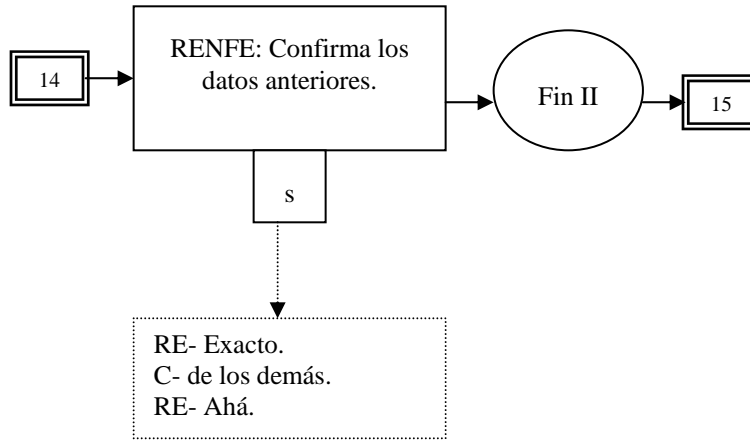 14
RENFE: Confirma los
datos anteriores.
Fin II
15
s
RE- Exacto.
C- de los demás.
RE- Ahá.